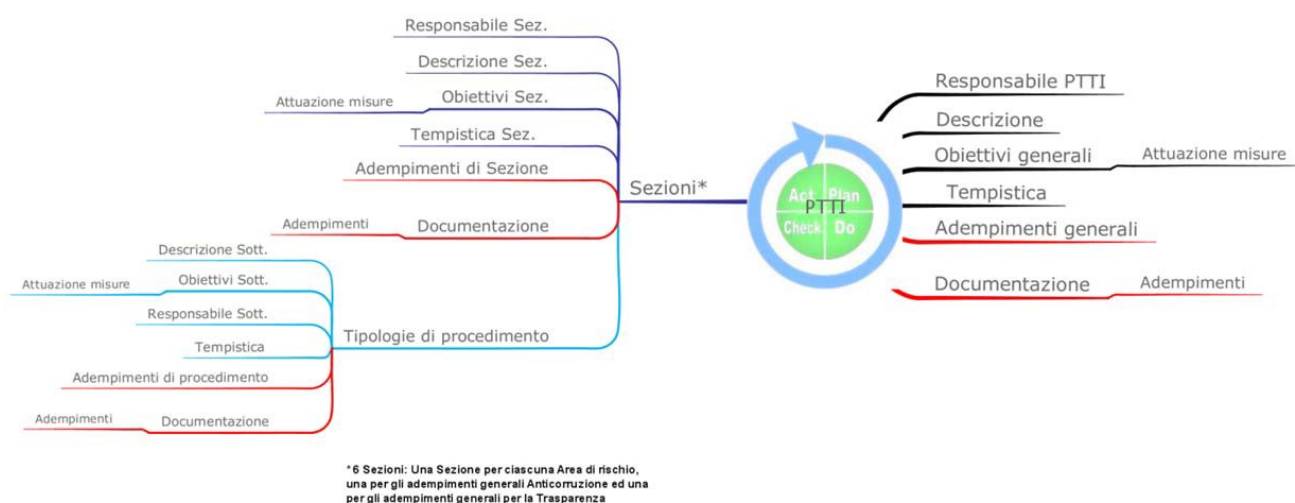 Responsabile Sez.
Descrizione Sez.
Attuazione misure
Obiettivi Sez.
Tempistica Sez.
Adempimenti di Sezione
Adempimenti
Documentazione
Sezioni*
Descrizione Sott.
Attuazione misure
Obiettivi Sott.
Responsabile Sott.
Tempistica
Adempimenti di procedimento
Adempimenti
Documentazione
Tipologie di procedimento
Act Plan
PTTI
Check Do
Responsabile PTTI
Descrizione
Obiettivi generali
Attuazione misure
Tempistica
Adempimenti generali
Documentazione
Adempimenti
*6 Sezioni: Una Sezione per ciascuna Area di rischio,
una per gli adempimenti generali Anticorruzione ed una
per gli adempimenti generali per la Trasparenza